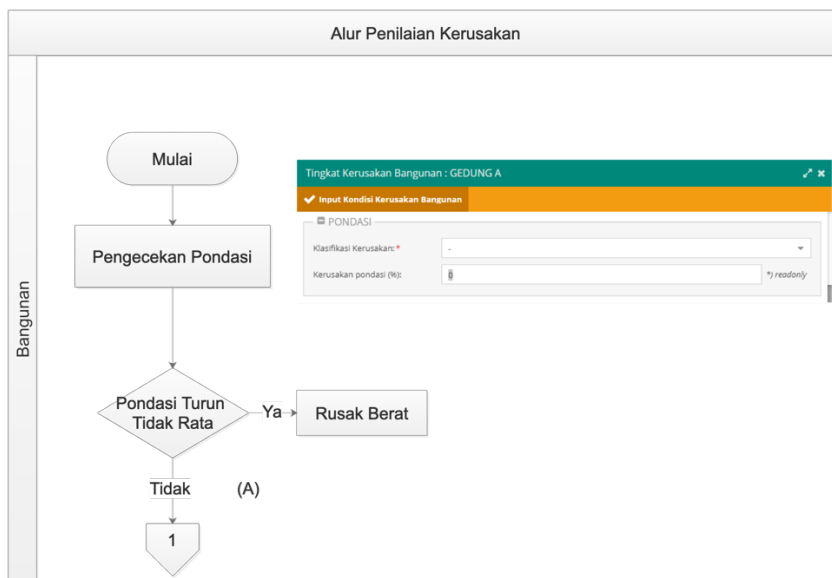 Alur Penilaian Kerusakan
Bangunan
Mulai
Pengecekan Pondasi
Pondasi Turun
Tidak Rata
Ya
Rusak Berat
Tidak
(A)
1
Tingkat Kerusakan Bangunan : GEDUNG A
Input Kondisi Kerusakan Bangunan
PONDASI
Klasifikasi Kerusakan:*
-
Kerusakan pondasi (%):
0
*) readonly